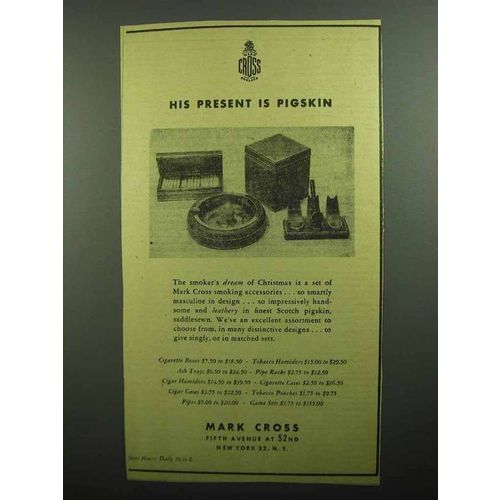 CROSS
HIS PRESENT IS PIGSKIN
The smoker's dream of Christmas is a set of
Mark Cross smoking accessories . . . so smartly
masculine in design . . . so impressively hand-
some and leathery in finest Scotch pigskin,
saddlesewn. We've an excellent assortment to
choose from, in many distinctive designs . . . to
give singly, or in matched sets.
Cigarette Boxes $7.50 to $18.50 - Tobacco Humidors $15.00 to $20.50
Ash Trays $6.50 to $24.50 - Pipe Racks $2.75 to $12.50
Cigar Humidors $14.50 to $39.50 - Cigarette Cases $2.50 to $36.50
Cigar Cases $3.75 to $22.50 - Tobacco Pouches $1.75 to $9.75
Pipes $5.00 to $20.00 - Game Sets $3.75 to $155.00
MARK CROSS
FIFTH AVENUE AT 52ND
NEW YORK 22, N. Y.
Store Hours: Daily 10 to 6.